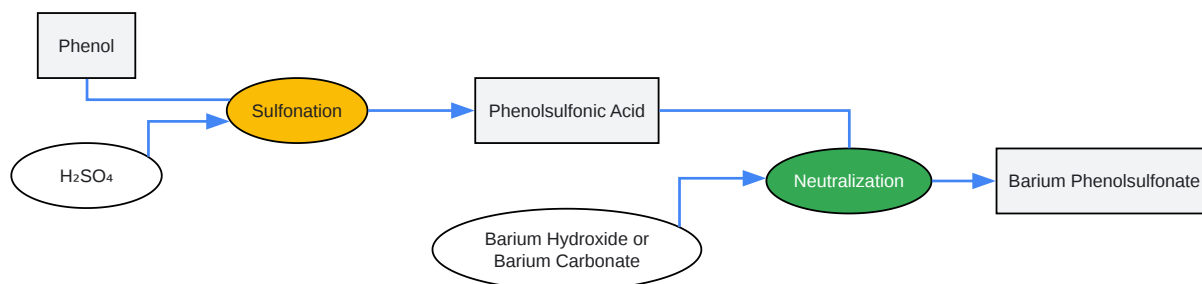 Phenol
Sulfonation
Phenolsulfonic Acid
H₂SO₄
Neutralization
Barium Phenolsulfonate
Barium Hydroxide or
Barium Carbonate